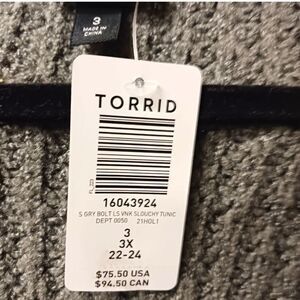 3
MADE IN
CHINA
TORRID
16043924
S GRY BOLT LS VNK SLOUCHY TUNIC
DEPT 0050 21HOL1
3
3X
22-24
$75.50 USA
$94.50 CAN